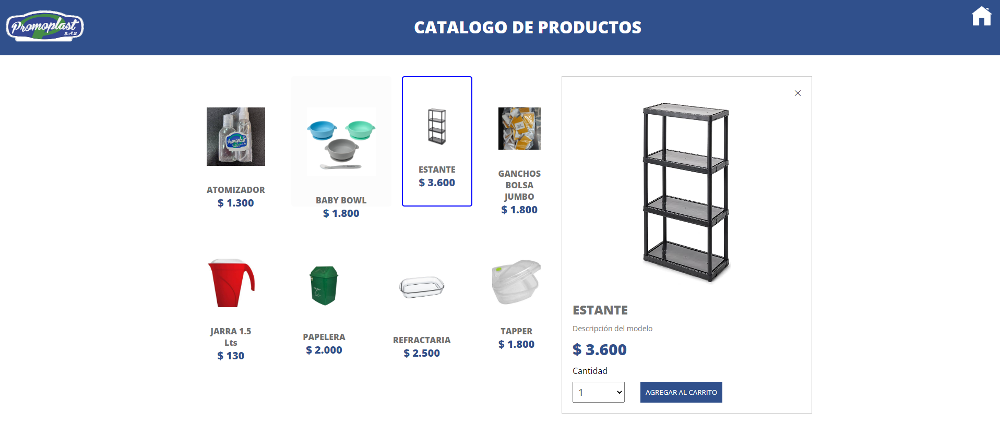 Promoplast
S.A.S
CATALOGO DE PRODUCTOS
Promoplast
ATOMIZADOR
$ 1.300
BABY BOWL
$ 1.800
ESTANTE
$ 3.600
GANCHOS
BOLSA
JUMBO
$ 1.800
JARRA 1.5
Lts
$ 130
PAPELERA
$ 2.000
REFRACTARIA
$ 2.500
TAPPER
$ 1.800
ESTANTE
Descripción del modelo
$ 3.600
Cantidad
1
AGREGAR AL CARRITO